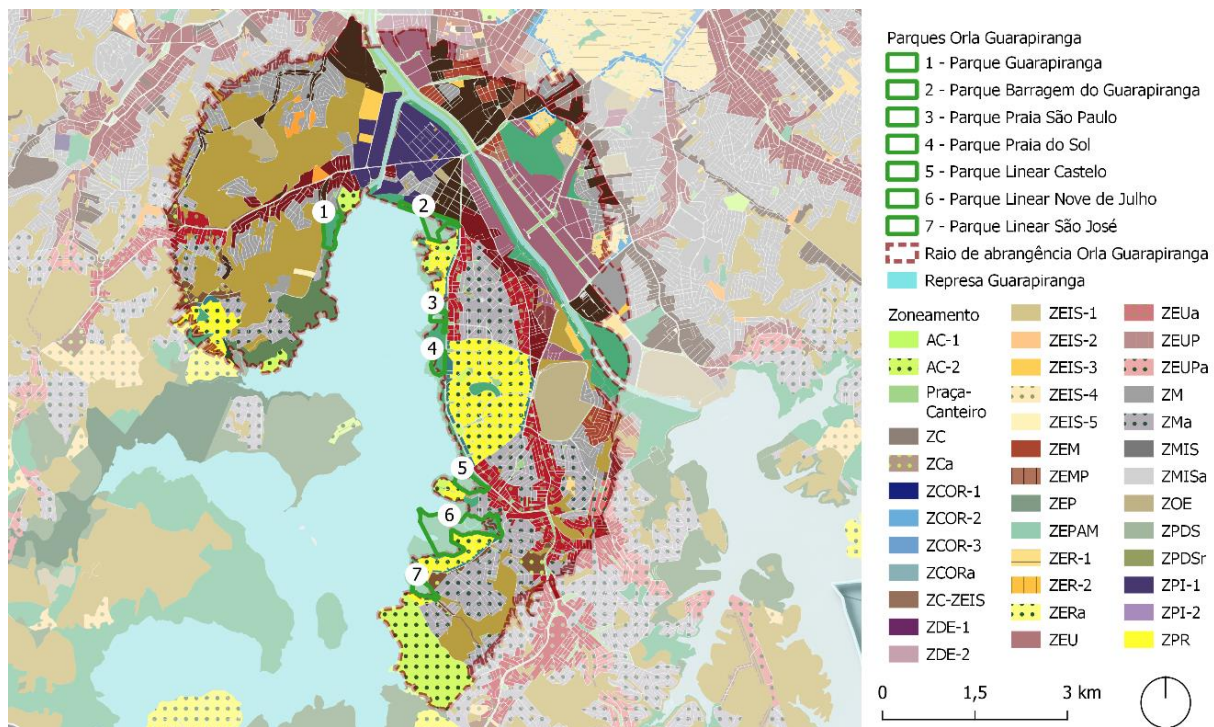 1
2
3
4
5
6
7
Parques Orla Guarapiranga
1 - Parque Guarapiranga
2 - Parque Barragem do Guarapiranga
3 - Parque Praia São Paulo
4 - Parque Praia do Sol
5 - Parque Linear Castelo
6 - Parque Linear Nove de Julho
7 - Parque Linear São José
Raio de abrangência Orla Guarapiranga
Represa Guarapiranga
Zoneamento
AC-1
AC-2
Praça-
Canteiro
ZC
ZCa
ZCOR-1
ZCOR-2
ZCOR-3
ZCORa
ZC-ZEIS
ZDE-1
ZDE-2
ZEIS-1
ZEIS-2
ZEIS-3
ZEIS-4
ZEIS-5
ZEM
ZEMP
ZEP
ZEPAM
ZER-1
ZER-2
ZERa
ZEU
ZEUa
ZEUP
ZEUPa
ZM
ZMa
ZMIS
ZMISa
ZOE
ZPDS
ZPDSr
ZPI-1
ZPI-2
ZPR
0 1,5 3 km